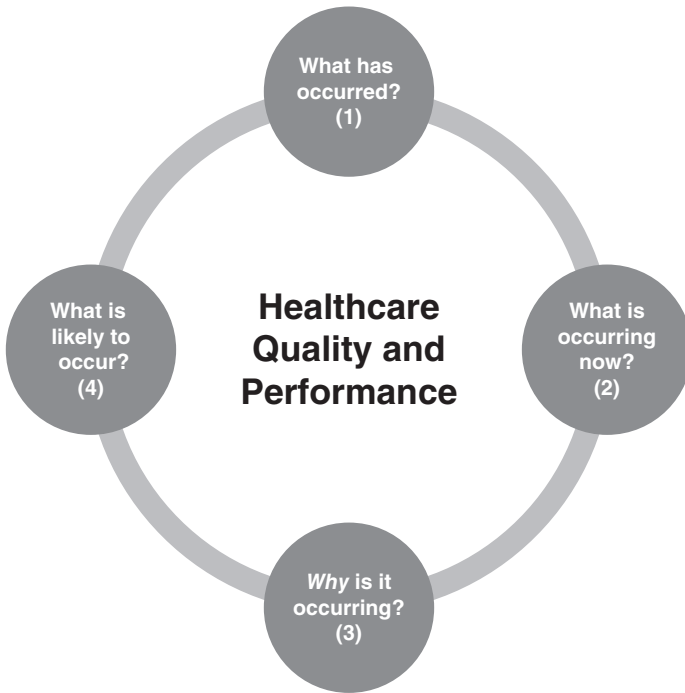 What has
occurred?
(1)
Healthcare
Quality and
Performance
What is
likely to
occur?
(4)
What is
occurring
now?
(2)
Why is it
occurring?
(3)